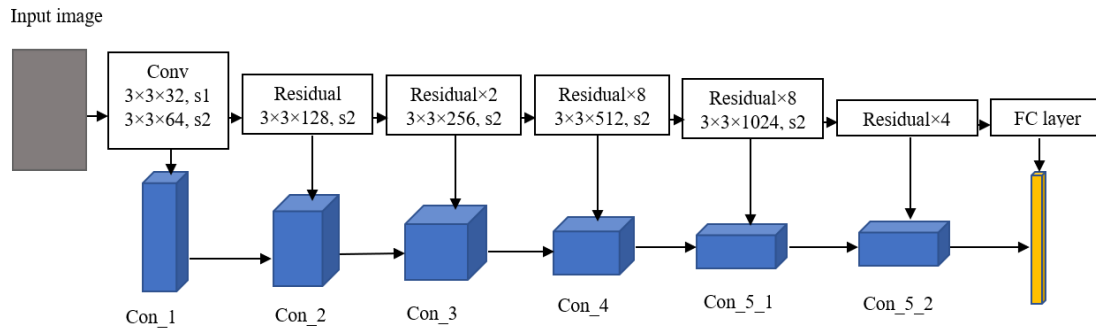 Input image
Conv
3×3×32, s1
3×3×64, s2
Residual
3×3×128, s2
Residual×2
3×3×256, s2
Residual×8
3×3×512, s2
Residual×8
3×3×1024, s2
Residual×4
FC layer
Con_1
Con_2
Con_3
Con_4
Con_5_1
Con_5_2